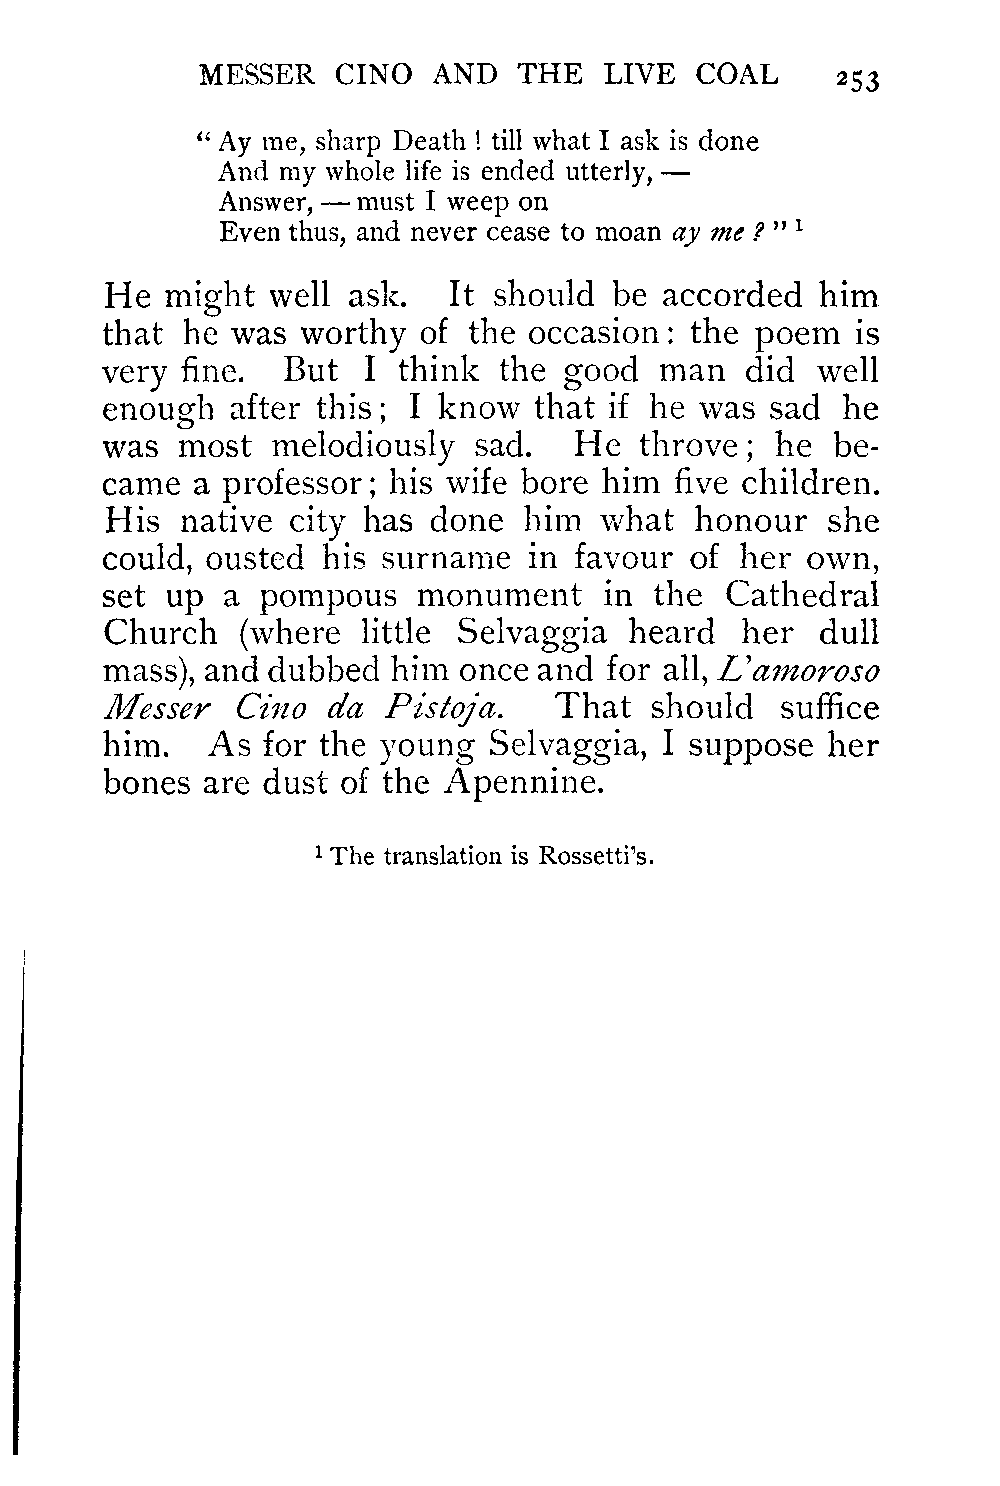 MESSER CINO AND THE LIVE COAL 253
“ Ay me, sharp Death ! till what I ask is done
And my whole life is ended utterly, —
Answer, — must I weep on
Even thus, and never cease to moan ay me ? ” ¹
He might well ask. It should be accorded him
that he was worthy of the occasion : the poem is
very fine. But I think the good man did well
enough after this ; I know that if he was sad he
was most melodiously sad. He throve ; he be-
came a professor ; his wife bore him five children.
His native city has done him what honour she
could, ousted his surname in favour of her own,
set up a pompous monument in the Cathedral
Church (where little Selvaggia heard her dull
mass), and dubbed him once and for all, L'amoroso
Messer Cino da Pistoja. That should suffice
him. As for the young Selvaggia, I suppose her
bones are dust of the Apennine.
¹ The translation is Rossetti's.